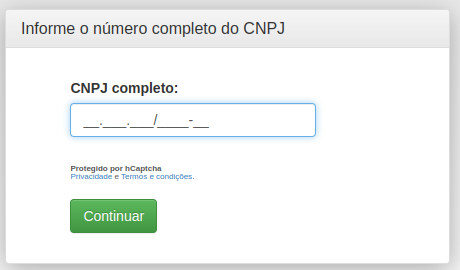 Informe o número completo do CNPJ
CNPJ completo:
__.___.___/____-__
Protegido por hCaptcha
Privacidade e Termos e condições.
Continuar